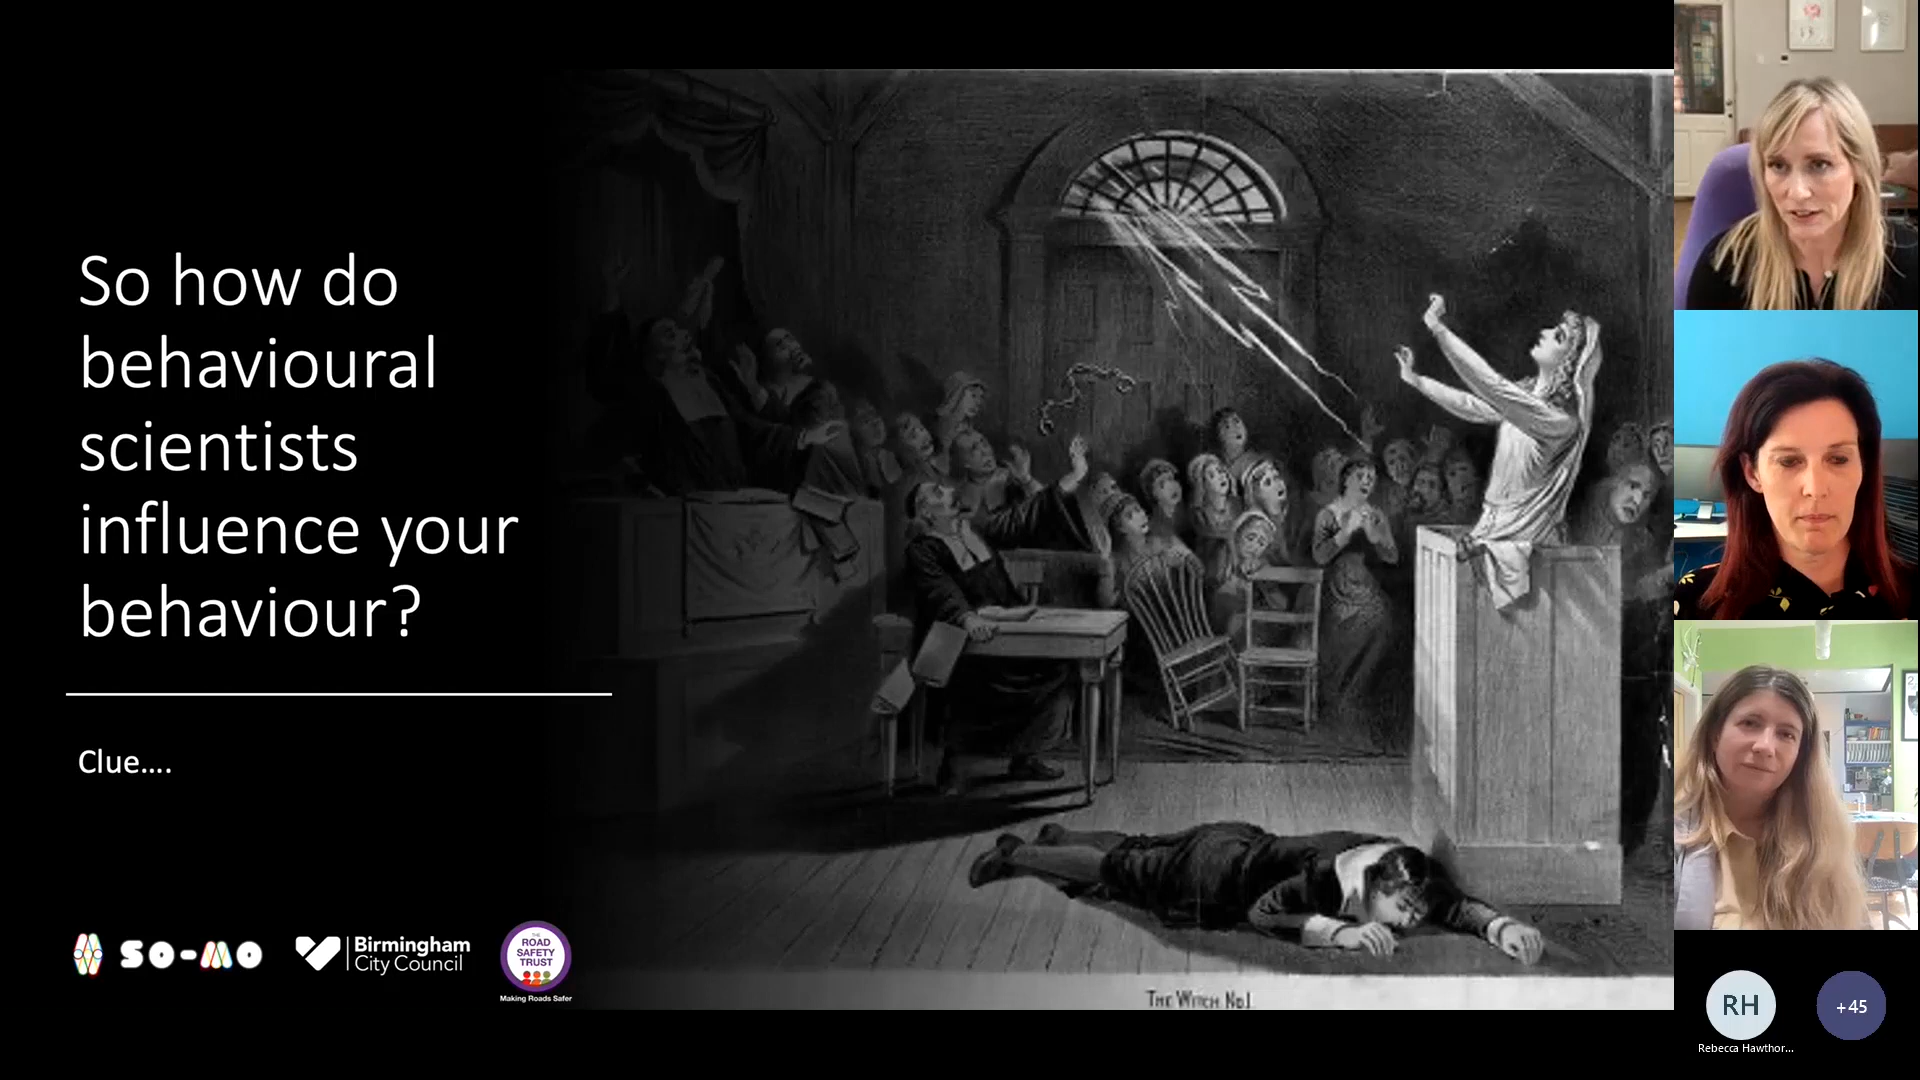 So how do
behavioural
scientists
influence your
behaviour?
Clue....
SO-MO
Birmingham
City Council
THE
ROAD
SAFETY
TRUST
Making Roads Safer
THE WITCH NO.1
RH
+45
Rebecca Hawthor...